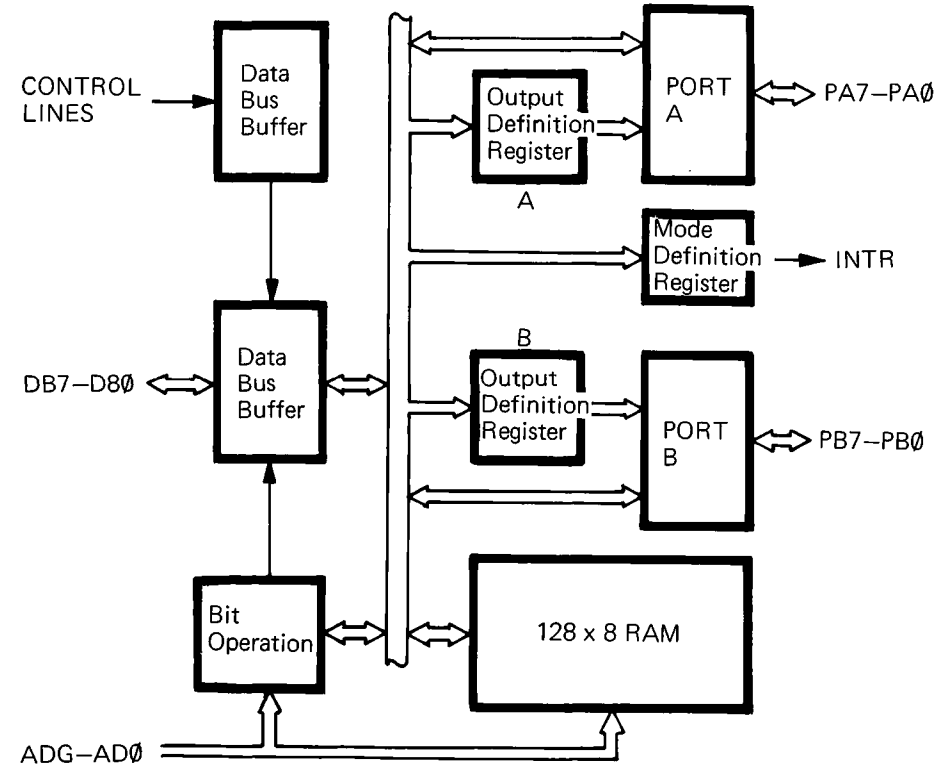 CONTROL
LINES
Data
Bus
Buffer
Output
Definition
Register
A
PORT
A
PA7–PAØ
Mode
Definition
Register
INTR
DB7–D8Ø
Data
Bus
Buffer
B
Output
Definition
Register
PORT
B
PB7–PBØ
Bit
Operation
128 x 8 RAM
ADG–ADØ